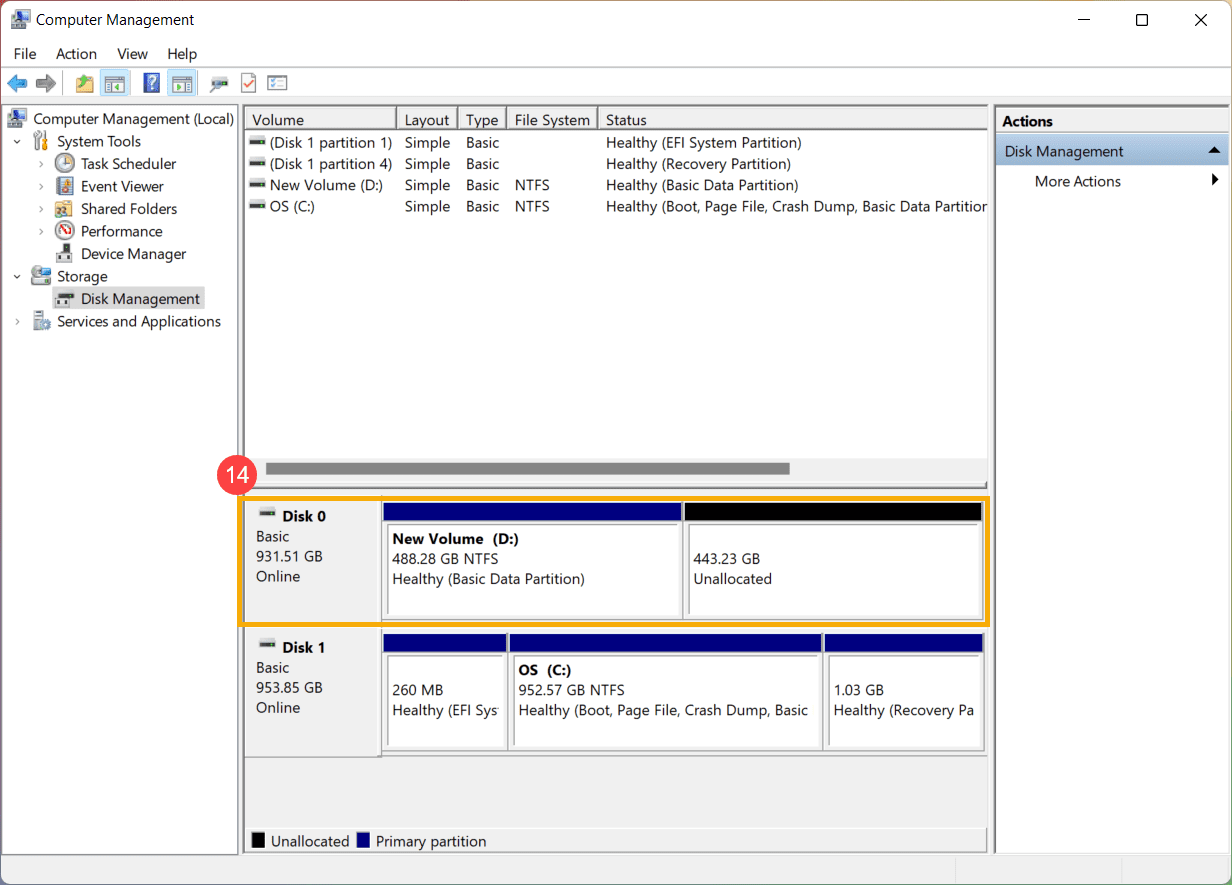 Computer Management
File Action View Help
Computer Management (Local)
System Tools
Task Scheduler
Event Viewer
Shared Folders
Performance
Device Manager
Storage
Disk Management
Services and Applications
Volume Layout Type File System Status
(Disk 1 partition 1) Simple Basic Healthy (EFI System Partition)
(Disk 1 partition 4) Simple Basic Healthy (Recovery Partition)
New Volume (D:) Simple Basic NTFS Healthy (Basic Data Partition)
OS (C:) Simple Basic NTFS Healthy (Boot, Page File, Crash Dump, Basic Data Partition
14
Disk 0
Basic
931.51 GB
Online
New Volume (D:)
488.28 GB NTFS
Healthy (Basic Data Partition)
443.23 GB
Unallocated
Disk 1
Basic
953.85 GB
Online
260 MB
Healthy (EFI Sys
OS (C:)
952.57 GB NTFS
Healthy (Boot, Page File, Crash Dump, Basic
1.03 GB
Healthy (Recovery Pa
Unallocated Primary partition
Actions
Disk Management
More Actions